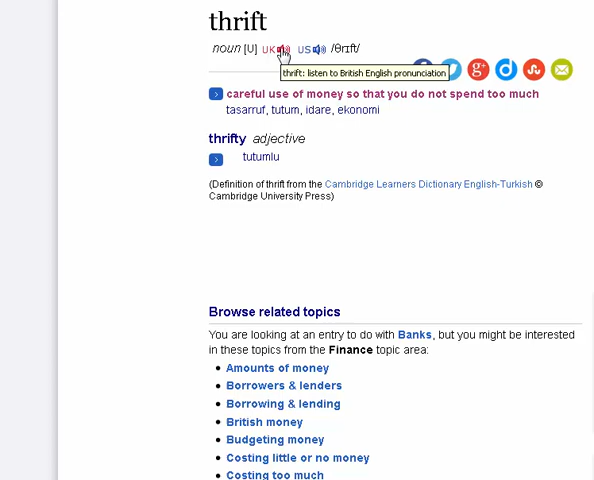 thrift
noun [U] UK US /θrɪft/
thrift: listen to British English pronunciation
careful use of money so that you do not spend too much
tasarruf, tutum, idare, ekonomi
thrifty adjective
tutumlu
(Definition of thrift from the Cambridge Learners Dictionary English-Turkish ©
Cambridge University Press)
Browse related topics
You are looking at an entry to do with Banks, but you might be interested
in these topics from the Finance topic area:
• Amounts of money
• Borrowers & lenders
• Borrowing & lending
• British money
• Budgeting money
• Costing little or no money
• Costing too much